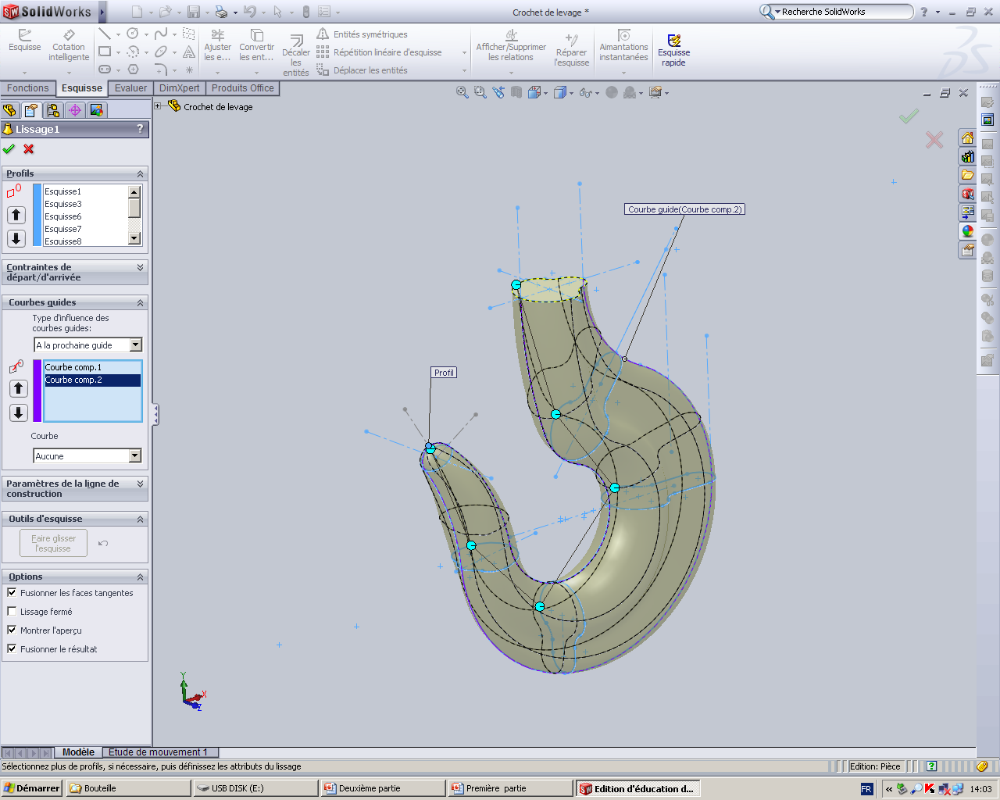 SolidWorks
Crochet de levage *
Recherche SolidWorks
Esquisse
Cotation intelligente
Ajuster les e...
Convertir les ent...
Décaler les entités
Entités symétriques
Répétition linéaire d'esquisse
Déplacer les entités
Afficher/Supprimer les relations
Réparer l'esquisse
Aimantations instantanées
Esquisse rapide
Fonctions
Esquisse
Evaluer
DimXpert
Produits Office
Crochet de levage
Lissage1
?
Profils
Esquisse1
Esquisse3
Esquisse6
Esquisse7
Esquisse8
Contraintes de
départ/d'arrivée
Courbes guides
Type d'influence des
courbes guides:
A la prochaine guide
Courbe comp.1
Courbe comp.2
Courbe
Aucune
Paramètres de la ligne de
construction
Outils d'esquisse
Faire glisser
l'esquisse
Options
Fusionner les faces tangentes
Lissage fermé
Montrer l'aperçu
Fusionner le résultat
Courbe guide(Courbe comp.2)
Profil
Y
X
Z
Modèle
Etude de mouvement 1
Sélectionnez plus de profils, si nécessaire, puis définissez les attributs du lissage
Edition: Pièce
Démarrer
Bouteille
USB DISK (E:)
Deuxième partie
Première partie
Edition d'éducation d...
FR
14:03